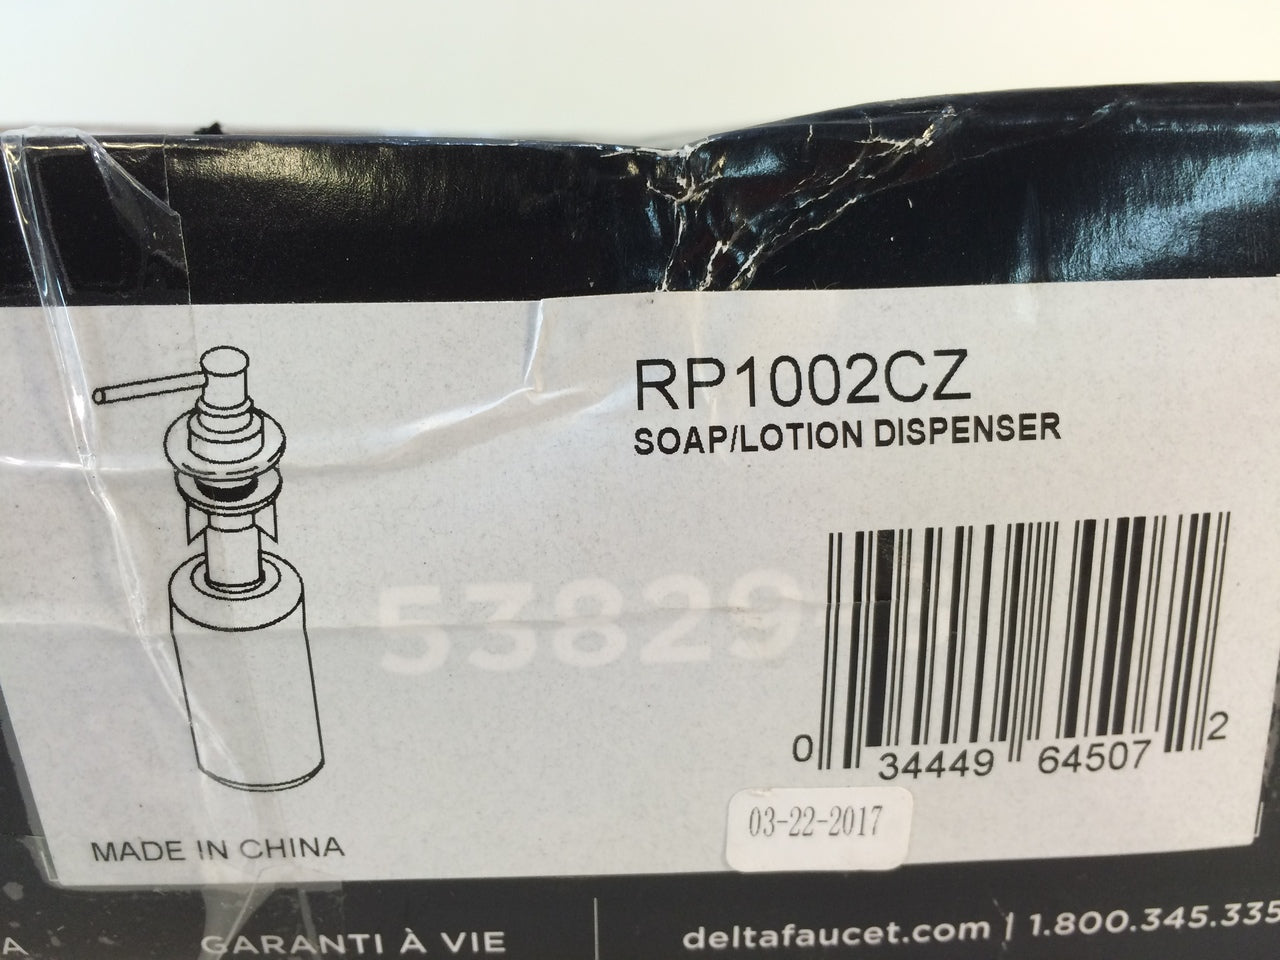 RP1002CZ
SOAP/LOTION DISPENSER
53829
0 34449 64507 2
03-22-2017
MADE IN CHINA
A GARANTI À VIE
deltafaucet.com | 1.800.345.335